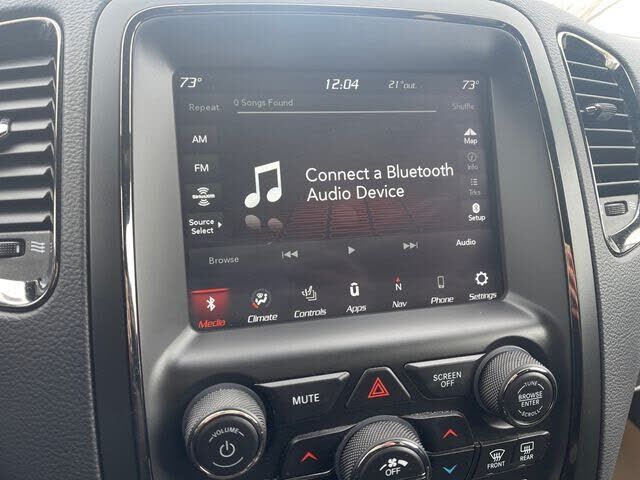 73° 12:04 21°out. 73°
Repeat 0 Songs Found Shuffle
AM
Map
FM
Info
Connect a Bluetooth
Audio Device
SiriusXM
Trks
Source
Select
Setup
Audio
Browse
Media Climate Controls Apps N Nav Phone Settings
U
MUTE
SCREEN
OFF
TUNE
BROWSE
ENTER
SCROLL
VOLUME
OFF
FRONT
REAR